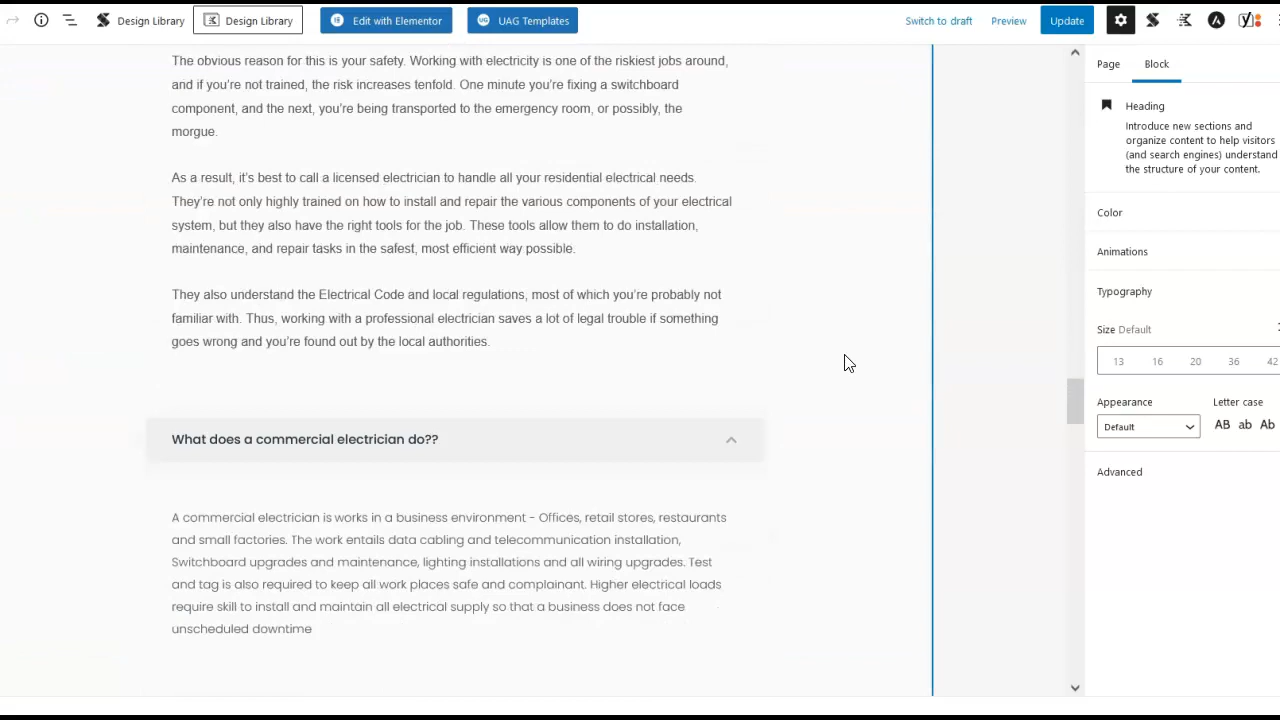 Design Library
Design Library
Edit with Elementor
UG UAG Templates
Switch to draft
Preview
Update
The obvious reason for this is your safety. Working with electricity is one of the riskiest jobs around,
and if you’re not trained, the risk increases tenfold. One minute you’re fixing a switchboard
component, and the next, you’re being transported to the emergency room, or possibly, the
morgue.
As a result, it’s best to call a licensed electrician to handle all your residential electrical needs.
They’re not only highly trained on how to install and repair the various components of your electrical
system, but they also have the right tools for the job. These tools allow them to do installation,
maintenance, and repair tasks in the safest, most efficient way possible.
They also understand the Electrical Code and local regulations, most of which you’re probably not
familiar with. Thus, working with a professional electrician saves a lot of legal trouble if something
goes wrong and you’re found out by the local authorities.
What does a commercial electrician do??
A commercial electrician is works in a business environment - Offices, retail stores, restaurants
and small factories. The work entails data cabling and telecommunication installation,
Switchboard upgrades and maintenance, lighting installations and all wiring upgrades. Test
and tag is also required to keep all work places safe and complainant. Higher electrical loads
require skill to install and maintain all electrical supply so that a business does not face
unscheduled downtime
Page Block
Heading
Introduce new sections and
organize content to help visitors
(and search engines) understand
the structure of your content.
Color
Animations
Typography
Size Default
13 16 20 36 42
Appearance Letter case
Default AB ab Ab
Advanced